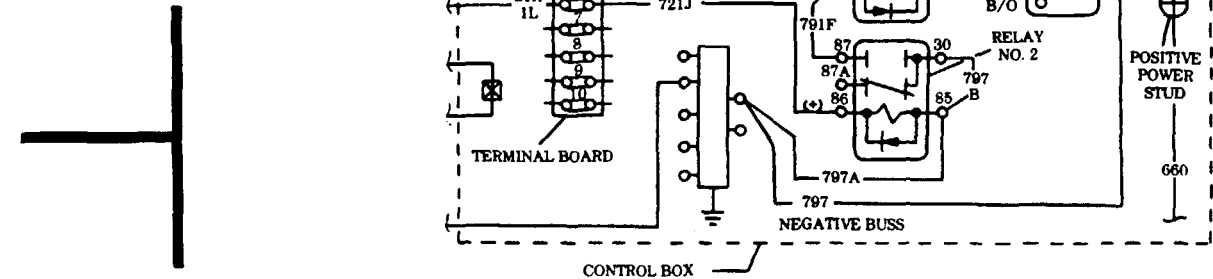 1L
721J
7
8
9
10
TERMINAL BOARD
791F
87
87A
(+)
86
30
85
B/O
RELAY
NO. 2
797
B
POSITIVE
POWER
STUD
660
797A
797
NEGATIVE BUSS
CONTROL BOX